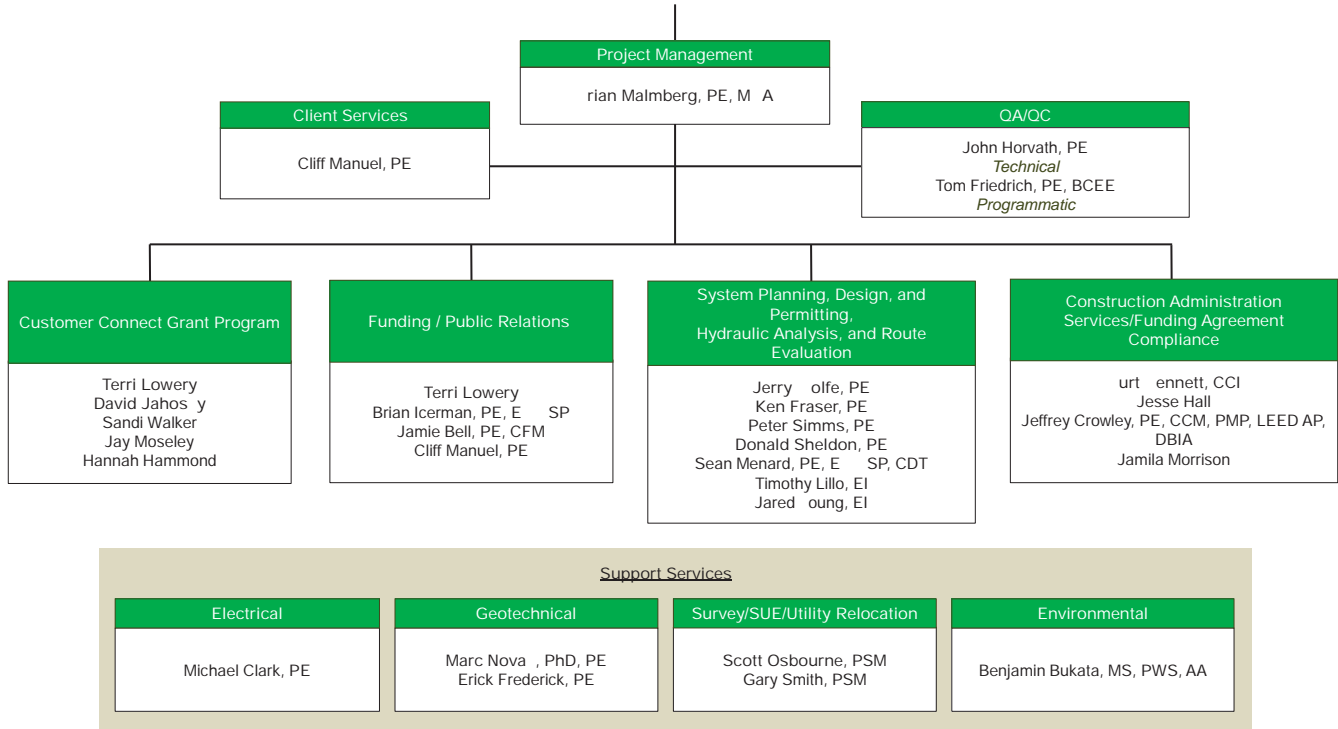 Project Management
rian Malmberg, PE, M A
Client Services
Cliff Manuel, PE
QA/QC
John Horvath, PE
Technical
Tom Friedrich, PE, BCEE
Programmatic
Customer Connect Grant Program
Terri Lowery
David Jahos y
Sandi Walker
Jay Moseley
Hannah Hammond
Funding / Public Relations
Terri Lowery
Brian Icerman, PE, E SP
Jamie Bell, PE, CFM
Cliff Manuel, PE
System Planning, Design, and
Permitting,
Hydraulic Analysis, and Route
Evaluation
Jerry olfe, PE
Ken Fraser, PE
Peter Simms, PE
Donald Sheldon, PE
Sean Menard, PE, E SP, CDT
Timothy Lillo, EI
Jared oung, EI
Construction Administration
Services/Funding Agreement
Compliance
urt ennett, CCI
Jesse Hall
Jeffrey Crowley, PE, CCM, PMP, LEED AP,
DBIA
Jamila Morrison
Support Services
Electrical
Michael Clark, PE
Geotechnical
Marc Nova , PhD, PE
Erick Frederick, PE
Survey/SUE/Utility Relocation
Scott Osbourne, PSM
Gary Smith, PSM
Environmental
Benjamin Bukata, MS, PWS, AA